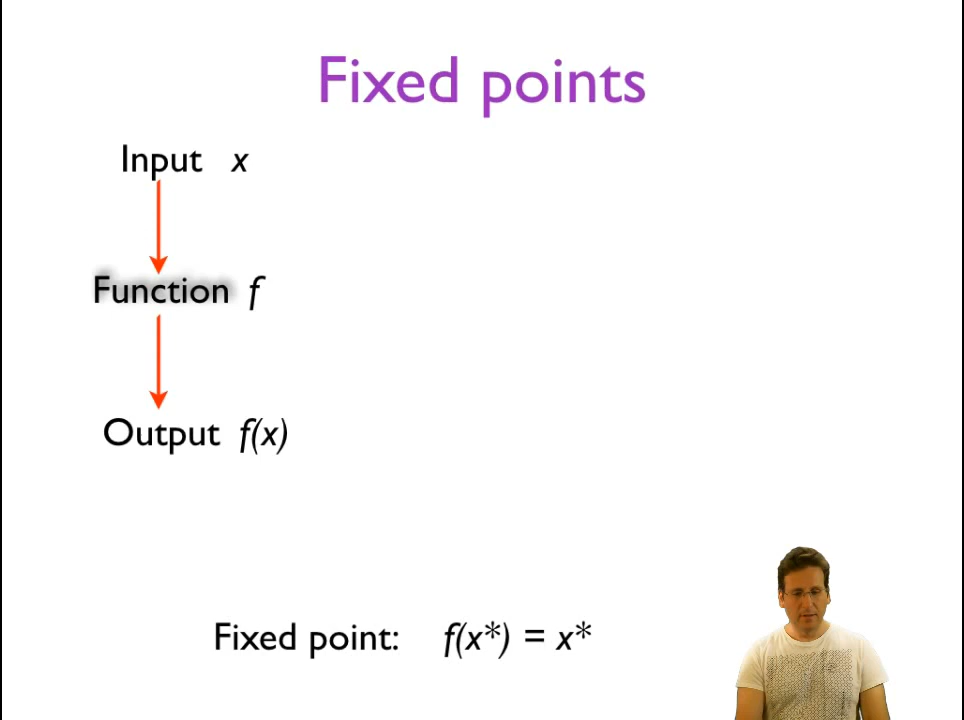 Fixed points
Input x
Function f
Output f(x)
Fixed point: f(x*) = x*